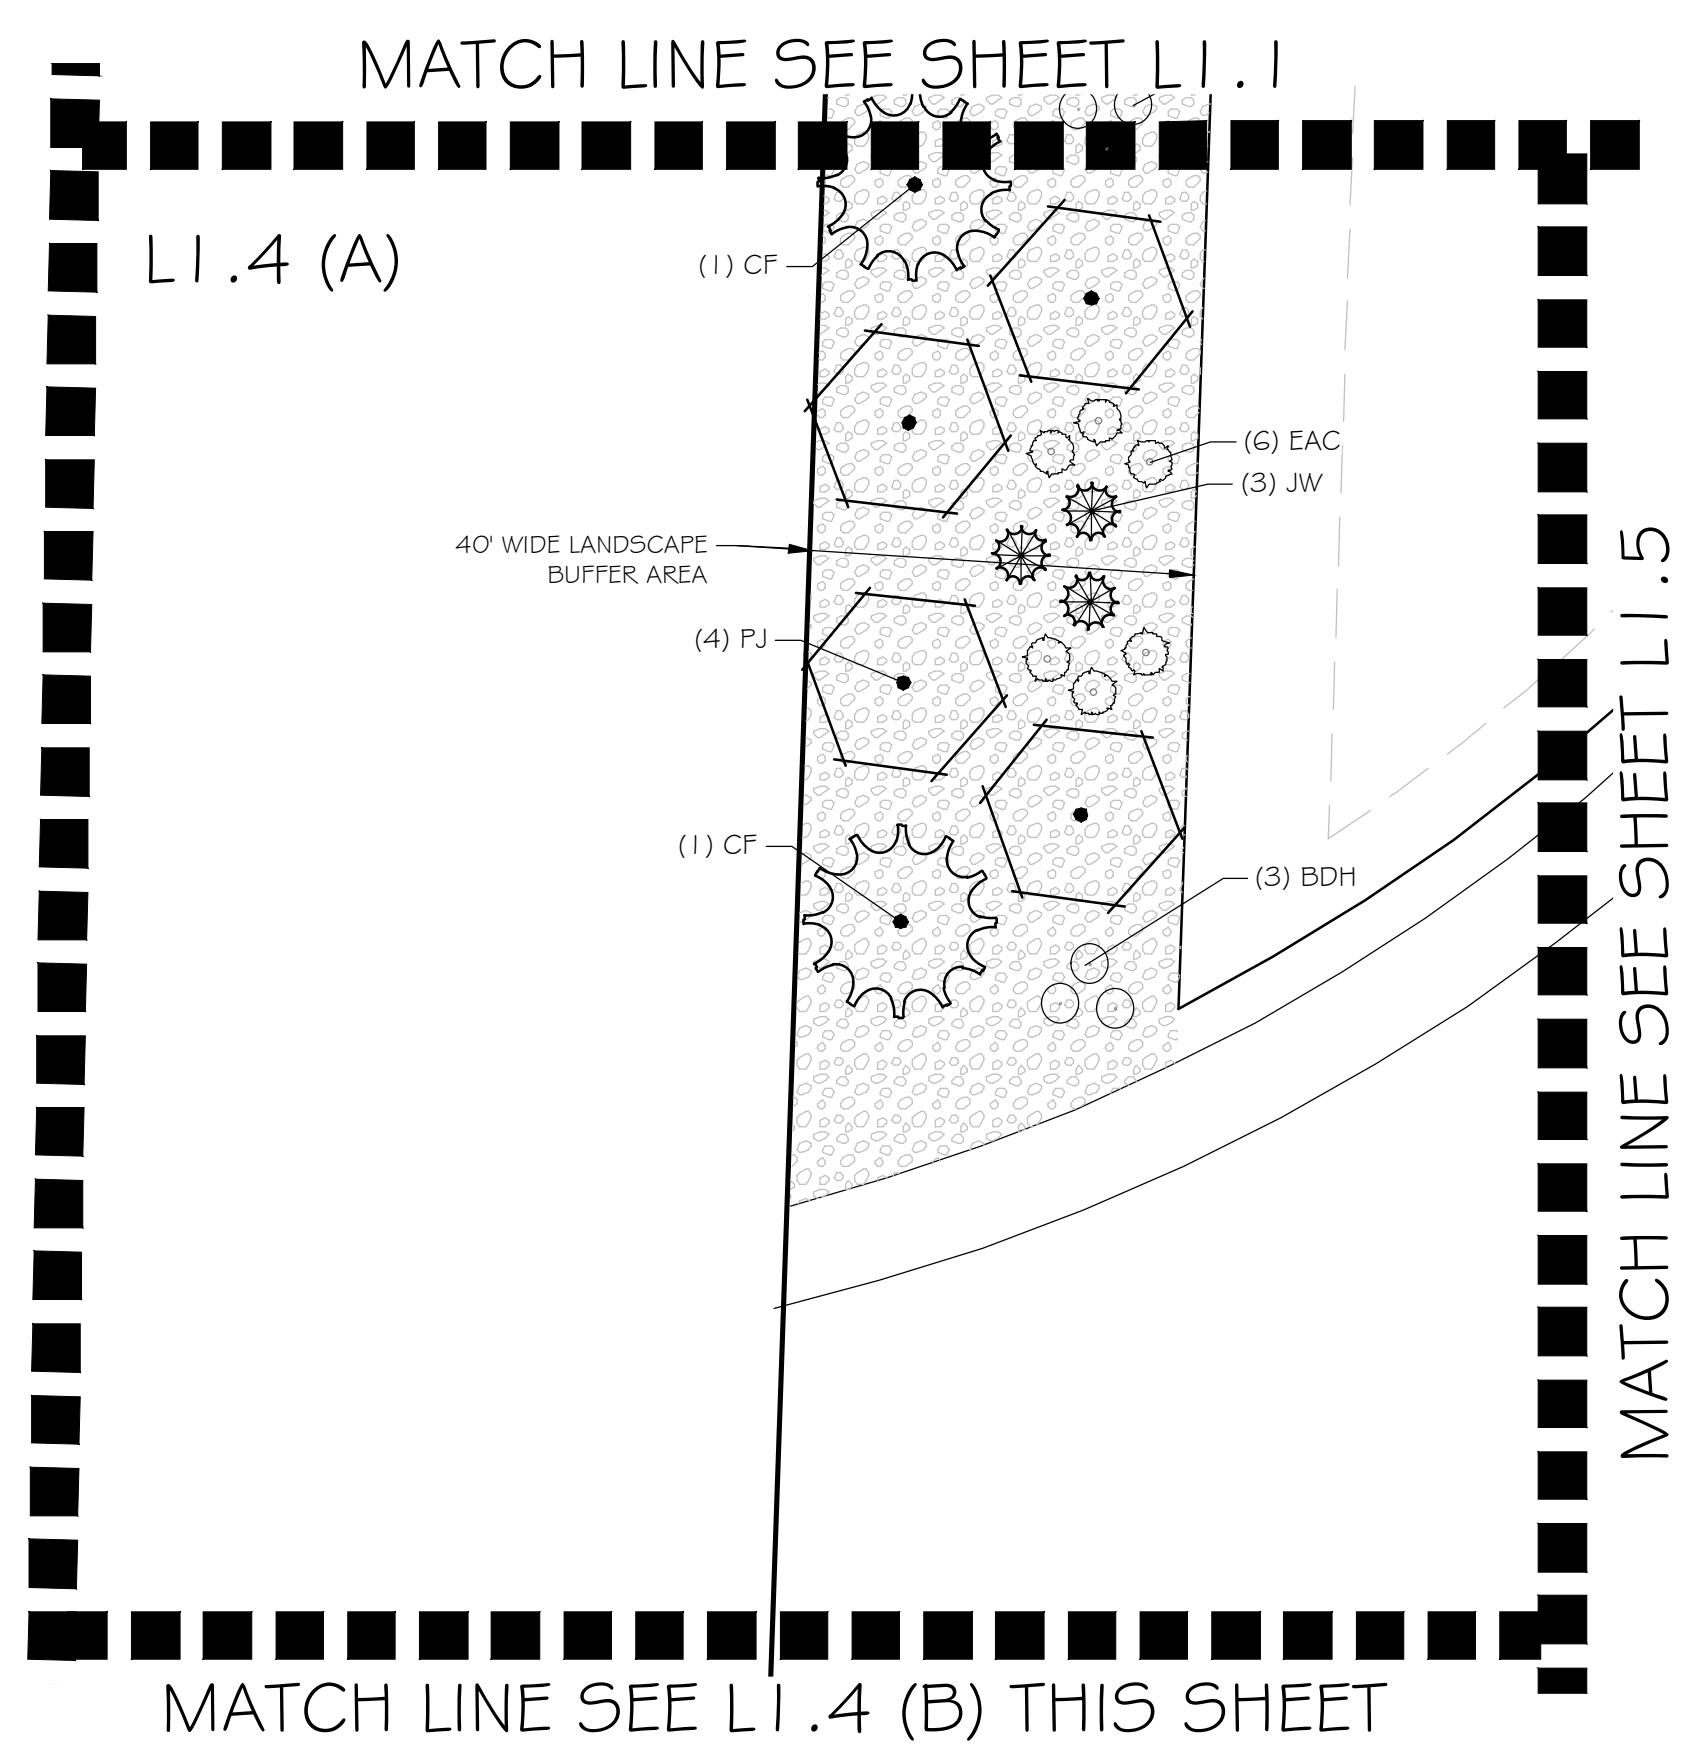 MATCH LINE SEE SHEET L1.1
L1.4 (A)
(1) CF
(6) EAC
(3) JW
40' WIDE LANDSCAPE
BUFFER AREA
(4) PJ
(1) CF
(3) BDH
MATCH LINE SEE SHEET L1.5
MATCH LINE SEE L1.4 (B) THIS SHEET